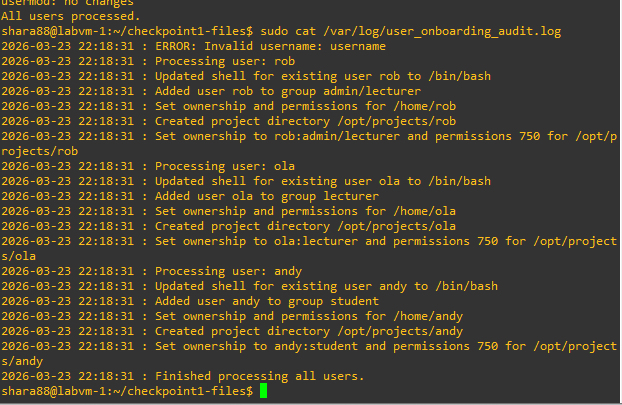 usermod: no changes
All users processed.
shara88@labvm-1:~/checkpoint1-files$ sudo cat /var/log/user_onboarding_audit.log
2026-03-23 22:18:31 : ERROR: Invalid username: username
2026-03-23 22:18:31 : Processing user: rob
2026-03-23 22:18:31 : Updated shell for existing user rob to /bin/bash
2026-03-23 22:18:31 : Added user rob to group admin/lecturer
2026-03-23 22:18:31 : Set ownership and permissions for /home/rob
2026-03-23 22:18:31 : Created project directory /opt/projects/rob
2026-03-23 22:18:31 : Set ownership to rob:admin/lecturer and permissions 750 for /opt/p
rojects/rob
2026-03-23 22:18:31 : Processing user: ola
2026-03-23 22:18:31 : Updated shell for existing user ola to /bin/bash
2026-03-23 22:18:31 : Added user ola to group lecturer
2026-03-23 22:18:31 : Set ownership and permissions for /home/ola
2026-03-23 22:18:31 : Created project directory /opt/projects/ola
2026-03-23 22:18:31 : Set ownership to ola:lecturer and permissions 750 for /opt/project
s/ola
2026-03-23 22:18:31 : Processing user: andy
2026-03-23 22:18:31 : Updated shell for existing user andy to /bin/bash
2026-03-23 22:18:31 : Added user andy to group student
2026-03-23 22:18:31 : Set ownership and permissions for /home/andy
2026-03-23 22:18:31 : Created project directory /opt/projects/andy
2026-03-23 22:18:31 : Set ownership to andy:student and permissions 750 for /opt/project
s/andy
2026-03-23 22:18:31 : Finished processing all users.
shara88@labvm-1:~/checkpoint1-files$